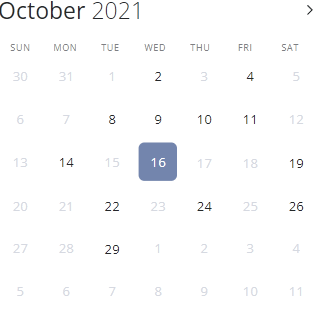 October 2021
SUN MON TUE WED THU FRI SAT
30 31 1 2 3 4 5
6 7 8 9 10 11 12
13 14 15 16 17 18 19
20 21 22 23 24 25 26
27 28 29 1 2 3 4
5 6 7 8 9 10 11